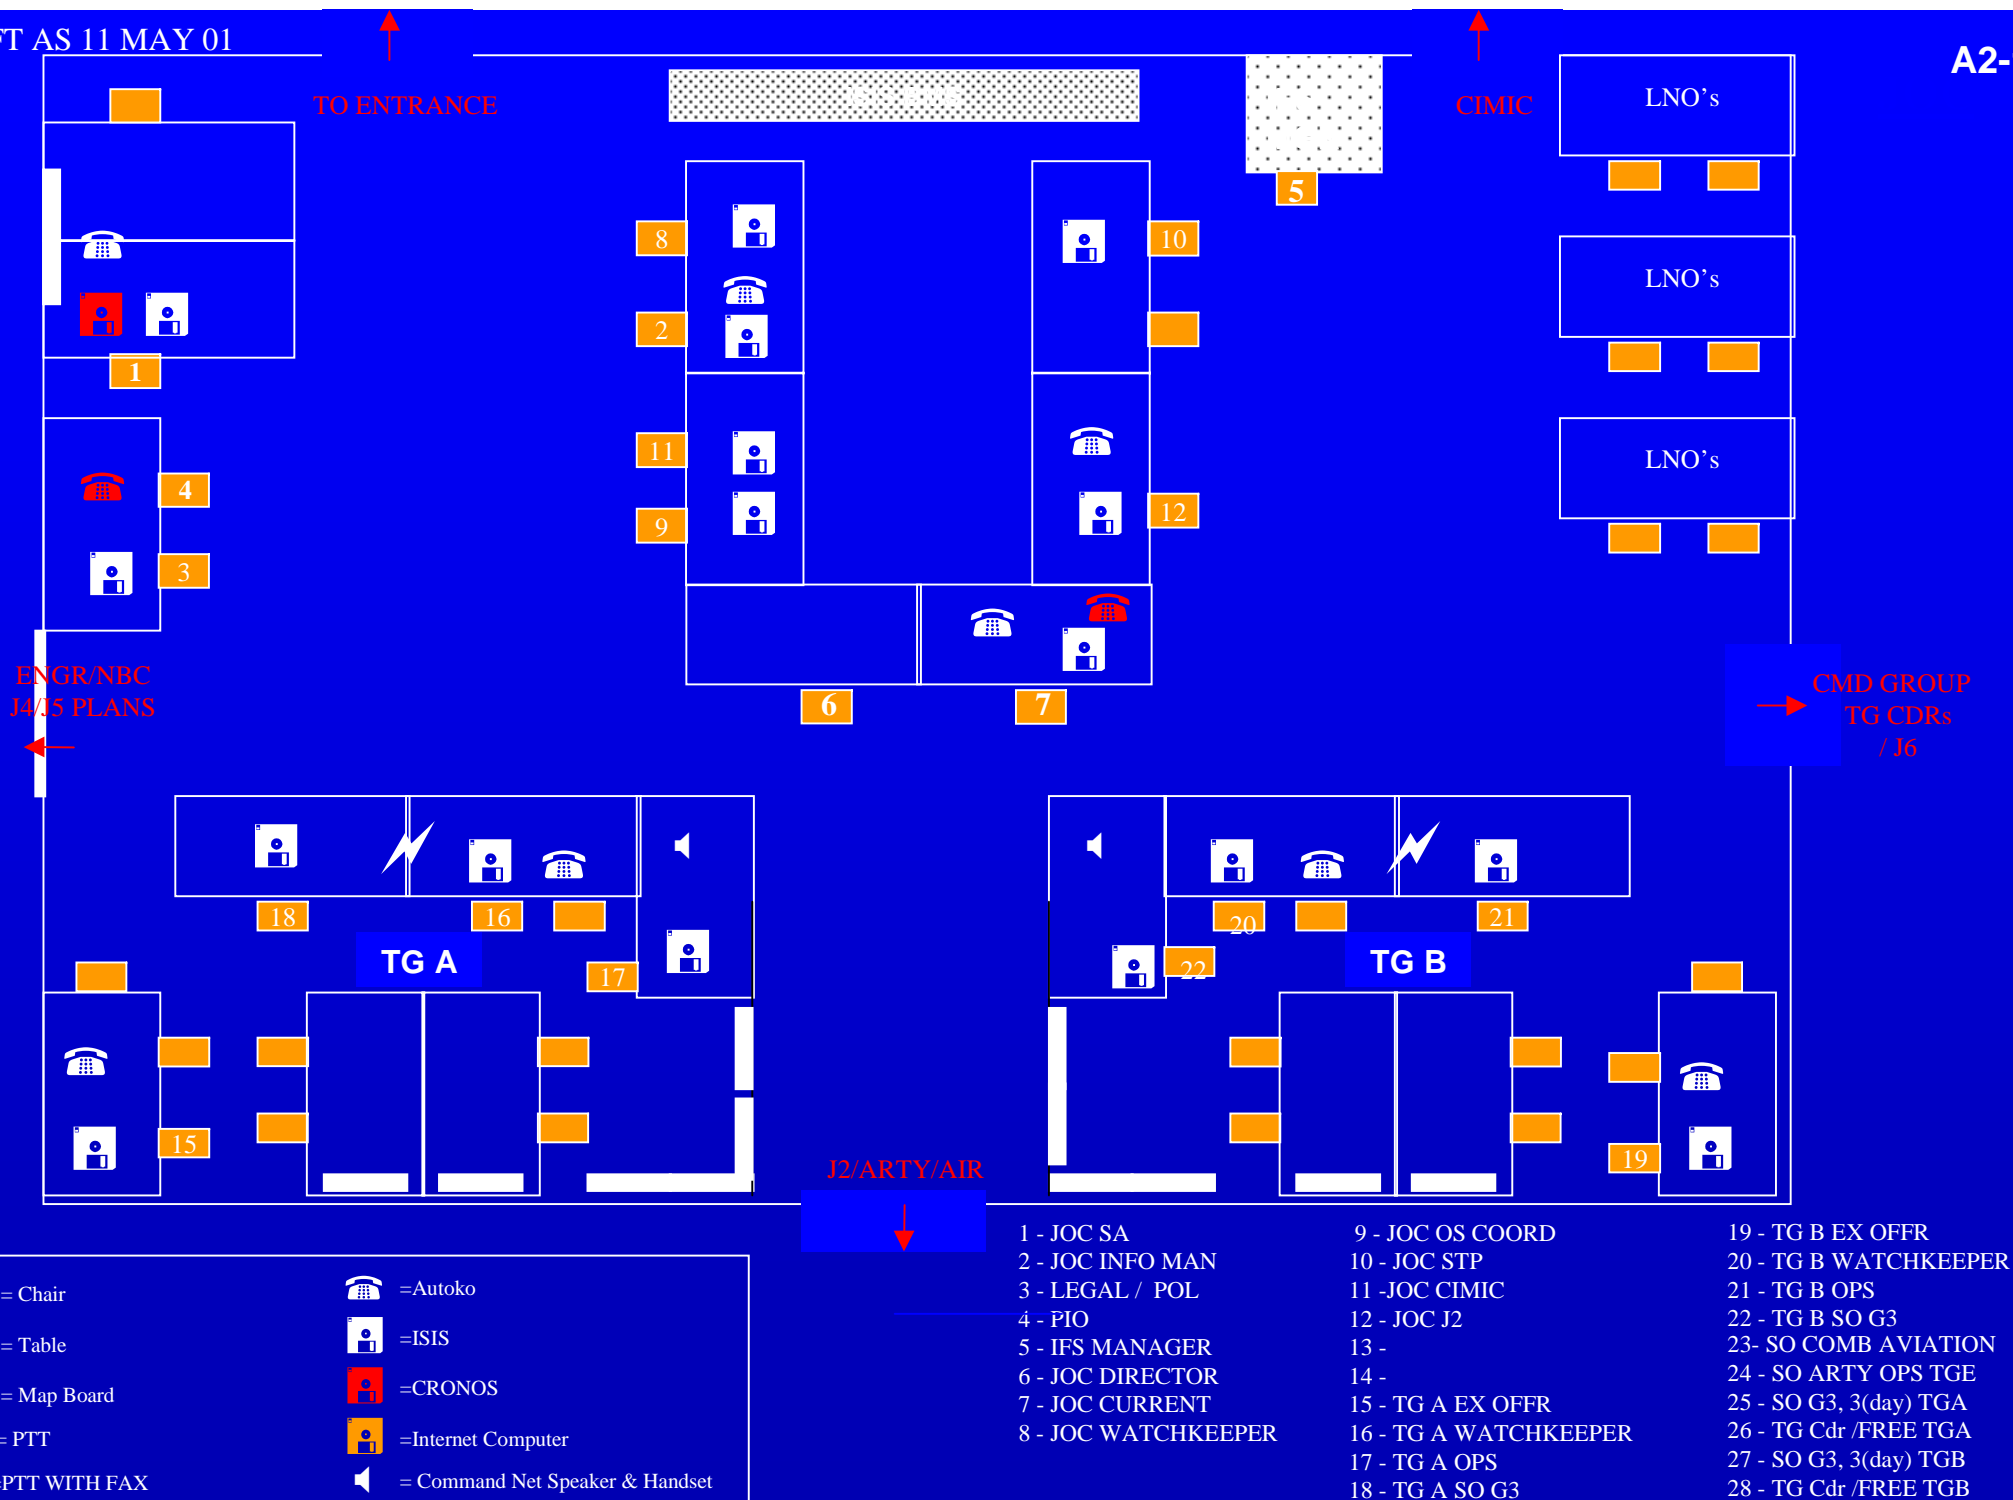 FT AS 11 MAY 01
A2-
TO ENTRANCE
CIMIC
LNO's
5
8
10
LNO's
2
1
11
LNO's
4
12
9
3
ENGR/NBC
J4/J5 PLANS
6
7
CMD GROUP
TG CDRs
/ J6
18
16
20
21
TG A
17
22
TG B
15
19
J2/ARTY/AIR
1 - JOC SA
2 - JOC INFO MAN
3 - LEGAL / POL
4 - PIO
5 - IFS MANAGER
6 - JOC DIRECTOR
7 - JOC CURRENT
8 - JOC WATCHKEEPER
9 - JOC OS COORD
10 - JOC STP
11 -JOC CIMIC
12 - JOC J2
13 -
14 -
15 - TG A EX OFFR
16 - TG A WATCHKEEPER
17 - TG A OPS
18 - TG A SO G3
19 - TG B EX OFFR
20 - TG B WATCHKEEPER
21 - TG B OPS
22 - TG B SO G3
23- SO COMB AVIATION
24 - SO ARTY OPS TGE
25 - SO G3, 3(day) TGA
26 - TG Cdr /FREE TGA
27 - SO G3, 3(day) TGB
28 - TG Cdr /FREE TGB
= Chair
= Table
= Map Board
= PTT
=PTT WITH FAX
=Autoko
=ISIS
=CRONOS
=Internet Computer
= Command Net Speaker & Handset